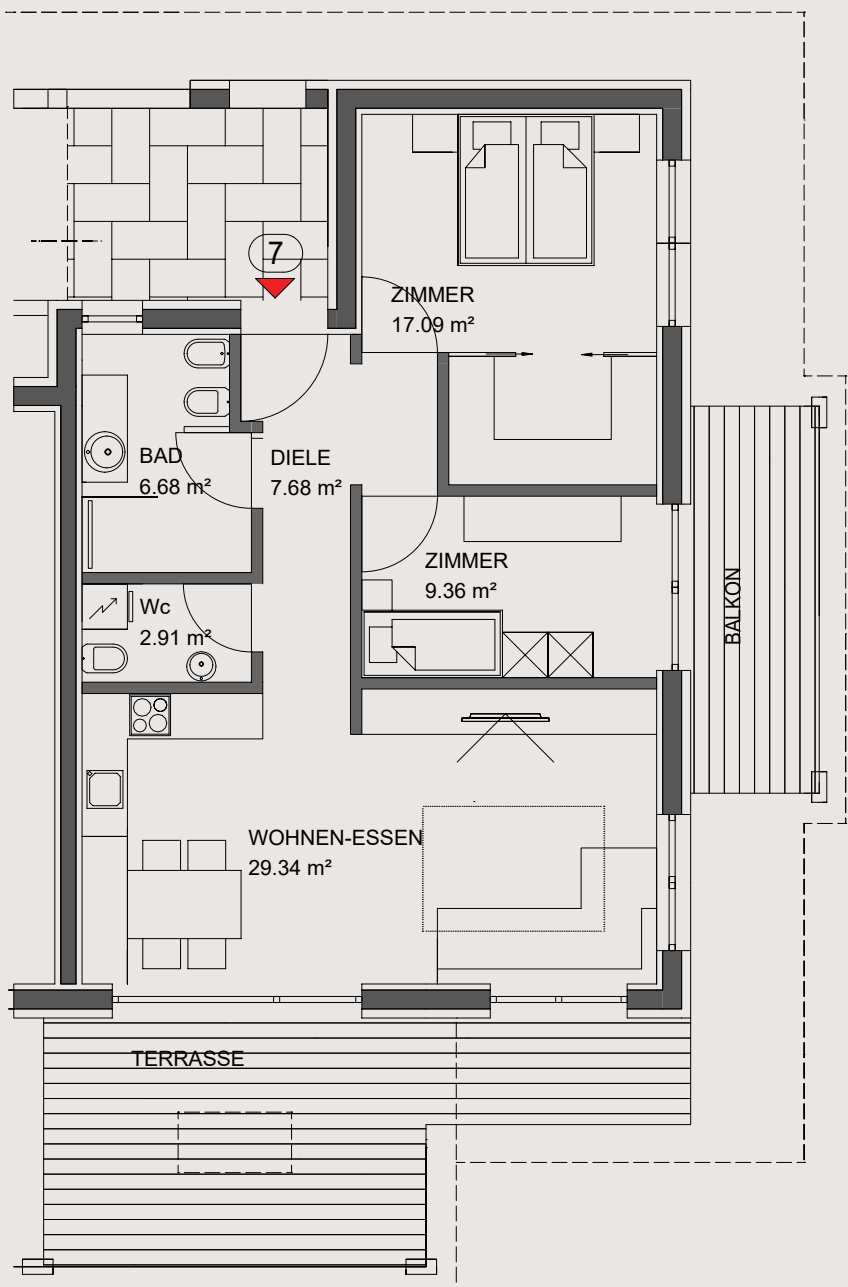 7
ZIMMER
17.09 m²
BAD
6.68 m²
DIELE
7.68 m²
ZIMMER
9.36 m²
BALKON
Wc
2.91 m²
WOHNEN-ESSEN
29.34 m²
TERRASSE